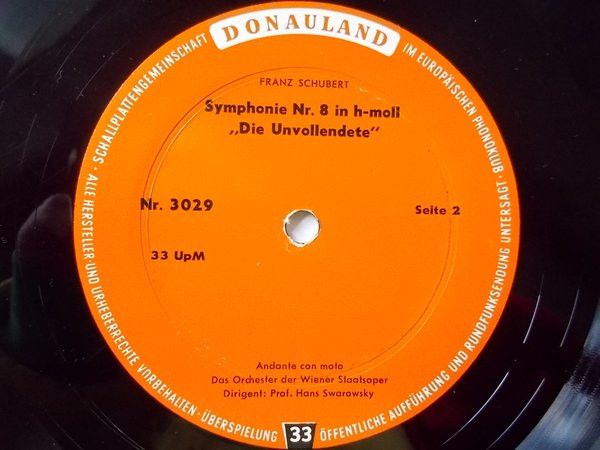 DONAULAND
SCHALLPLATTENGEMEINSCHAFT
IM EUROPÄISCHEN PHONOKLUB
FRANZ SCHUBERT
Symphonie Nr. 8 in h-moll
„Die Unvollendete“
Nr. 3029
Seite 2
33 UpM
Andante con moto
Das Orchester der Wiener Staatsoper
Dirigent: Prof. Hans Swarowsky
· ALLE HERSTELLER- UND URHEBERRECHTE VORBEHALTEN · ÜBERSPIELUNG
33
ÖFFENTLICHE AUFFÜHRUNG UND RUNDFUNKSENDUNG UNTERSAGT ·